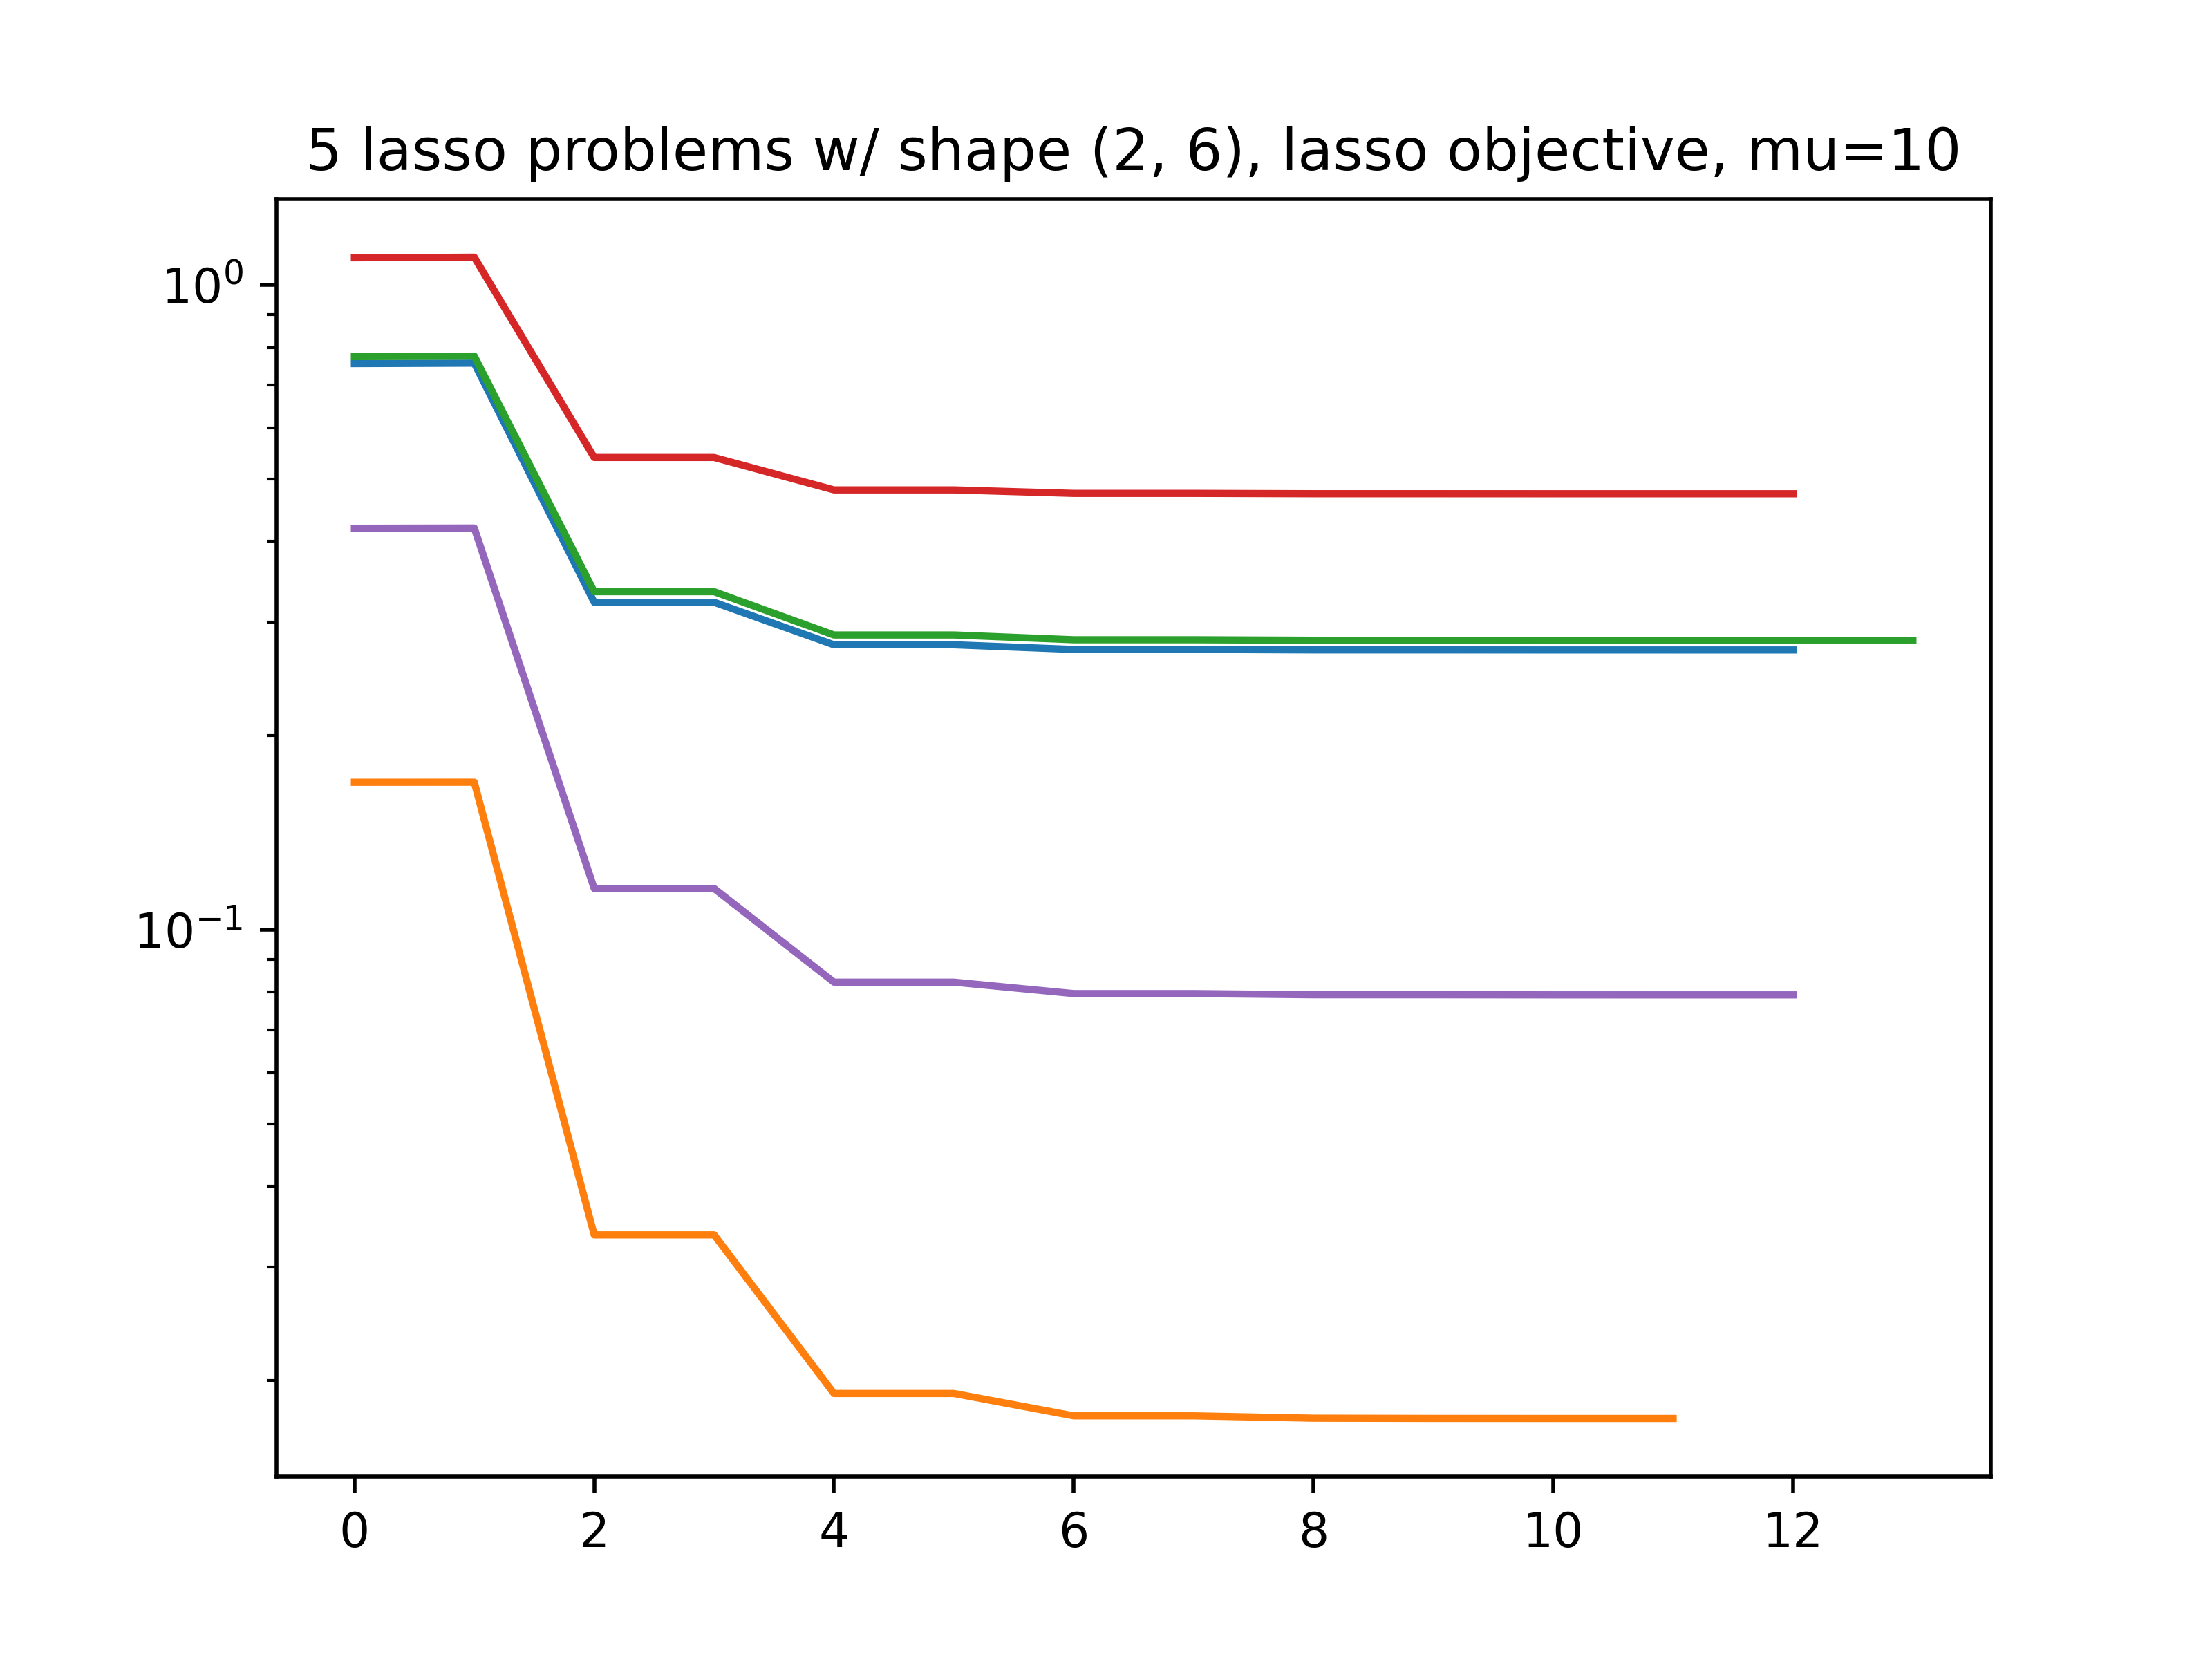 5 lasso problems w/ shape (2, 6), lasso objective, mu=10
10⁰
10⁻¹
0 2 4 6 8 10 12